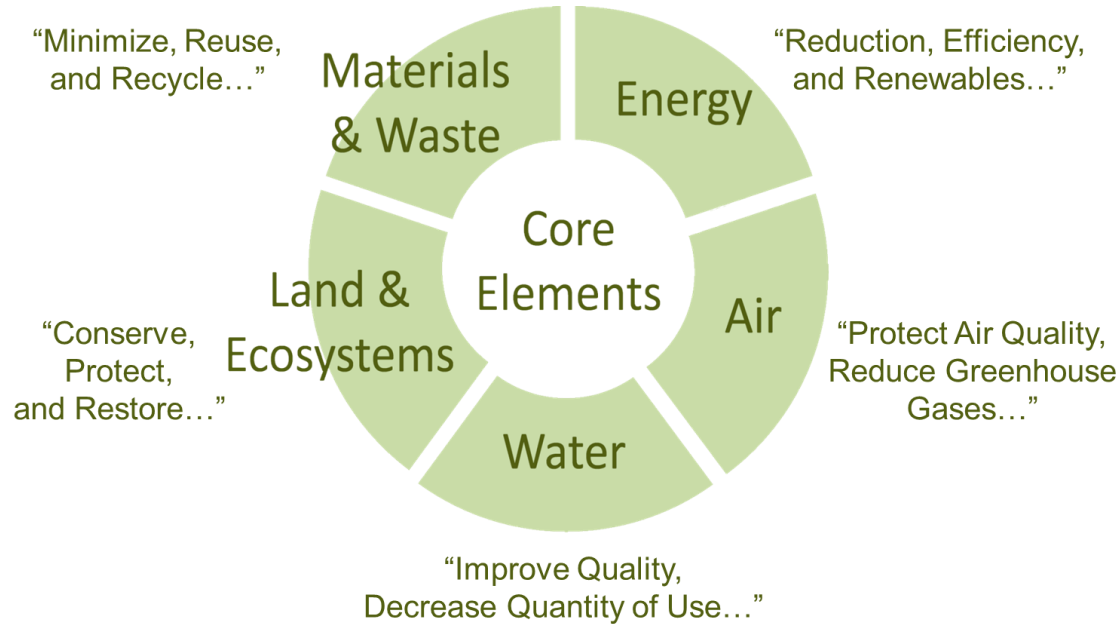 “Minimize, Reuse,
and Recycle…”
Materials
& Waste
Energy
“Reduction, Efficiency,
and Renewables…”
Core
Elements
Land &
Ecosystems
“Conserve,
Protect,
and Restore…”
Air
“Protect Air Quality,
Reduce Greenhouse
Gases…”
Water
“Improve Quality,
Decrease Quantity of Use…”